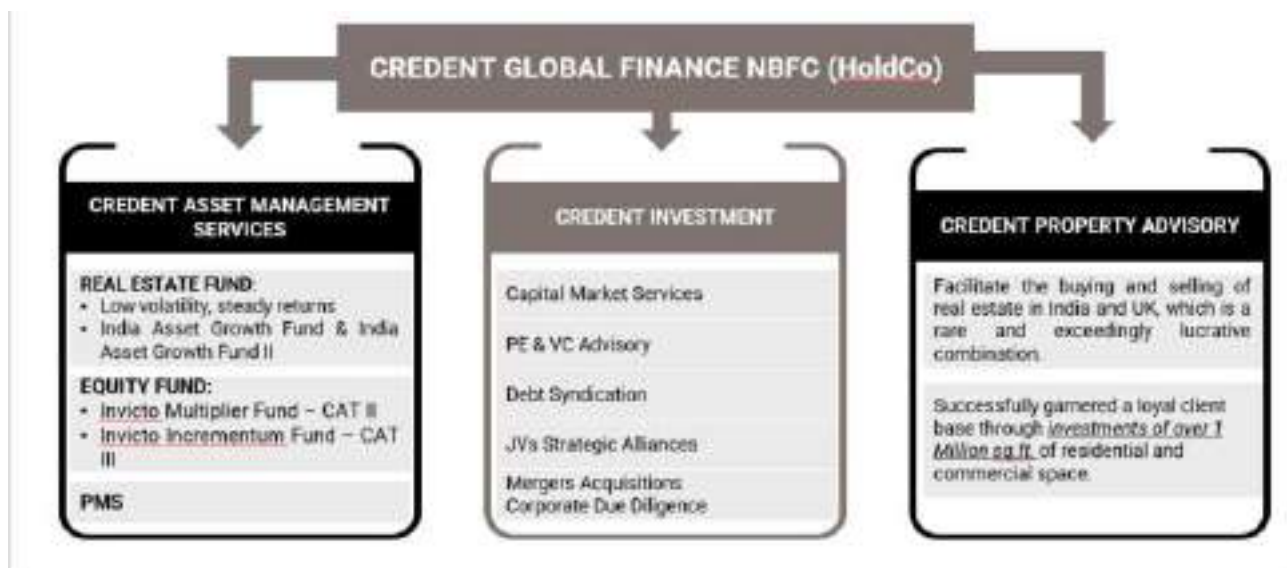 CREDENT GLOBAL FINANCE NBFC (HoldCo)
CREDENT ASSET MANAGEMENT
SERVICES
REAL ESTATE FUND:
• Low volatility, steady returns
• India Asset Growth Fund & India
Asset Growth Fund II
EQUITY FUND:
• Invicto Multiplier Fund – CAT II
• Invicto Incrementum Fund – CAT
III
PMS
CREDENT INVESTMENT
Capital Market Services
PE & VC Advisory
Debt Syndication
JVs Strategic Alliances
Mergers Acquisitions
Corporate Due Diligence
CREDENT PROPERTY ADVISORY
Facilitate the buying and selling of
real estate in India and UK, which is a
rare and exceedingly lucrative
combination.
Successfully garnered a loyal client
base through investments of over 1
Million sq ft. of residential and
commercial space.